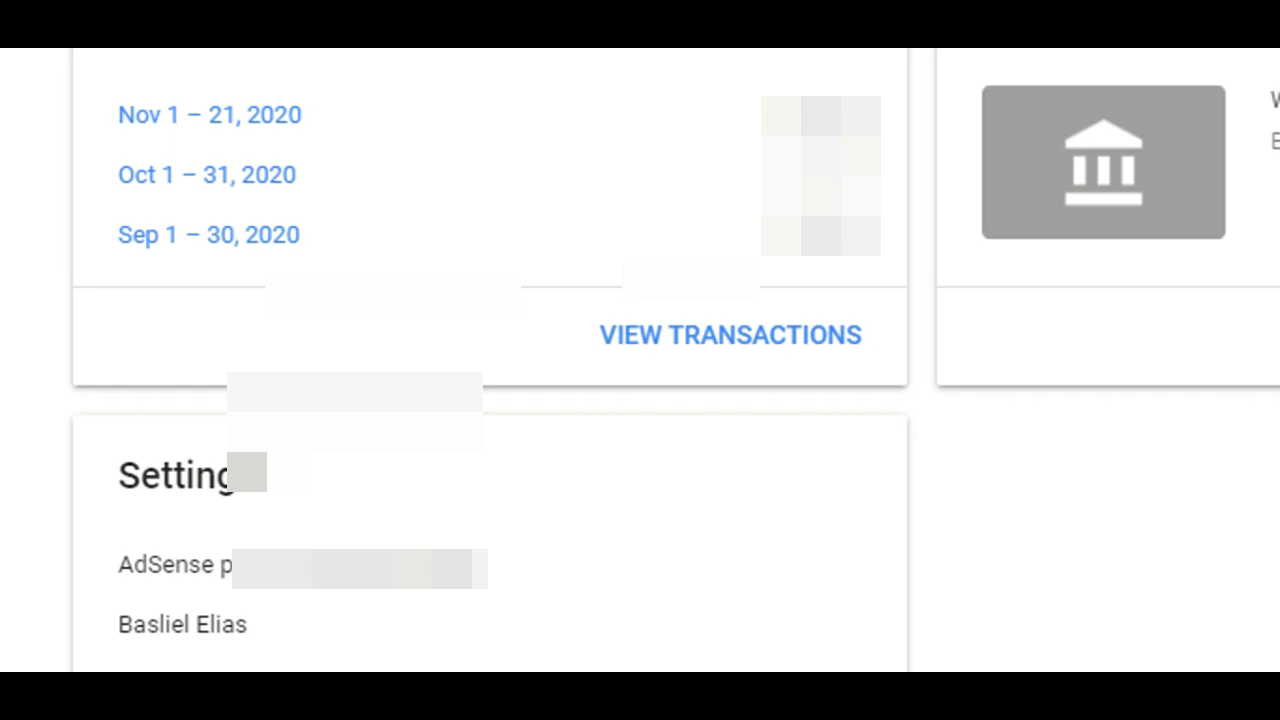 Nov 1 – 21, 2020
Oct 1 – 31, 2020
Sep 1 – 30, 2020
VIEW TRANSACTIONS
Setting
AdSense p
Basliel Elias